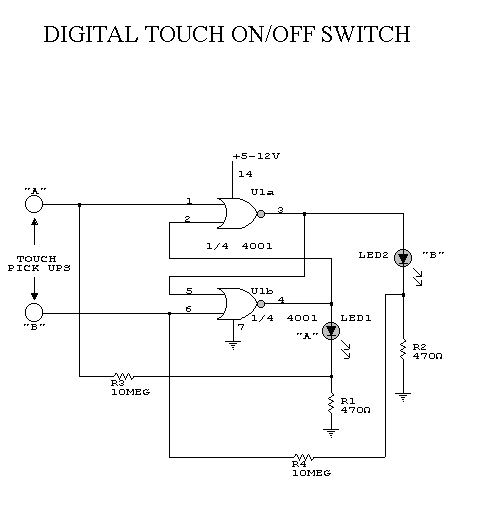 DIGITAL TOUCH ON/OFF SWITCH
+5-12V
14
"A"
U1a
1
2
3
1/4 4001
TOUCH
PICK UPS
LED2
"B"
5
6
U1b
4
1/4 4001
LED1
"B"
7
"A"
R2
470Ω
R3
10MEG
R1
470Ω
R4
10MEG